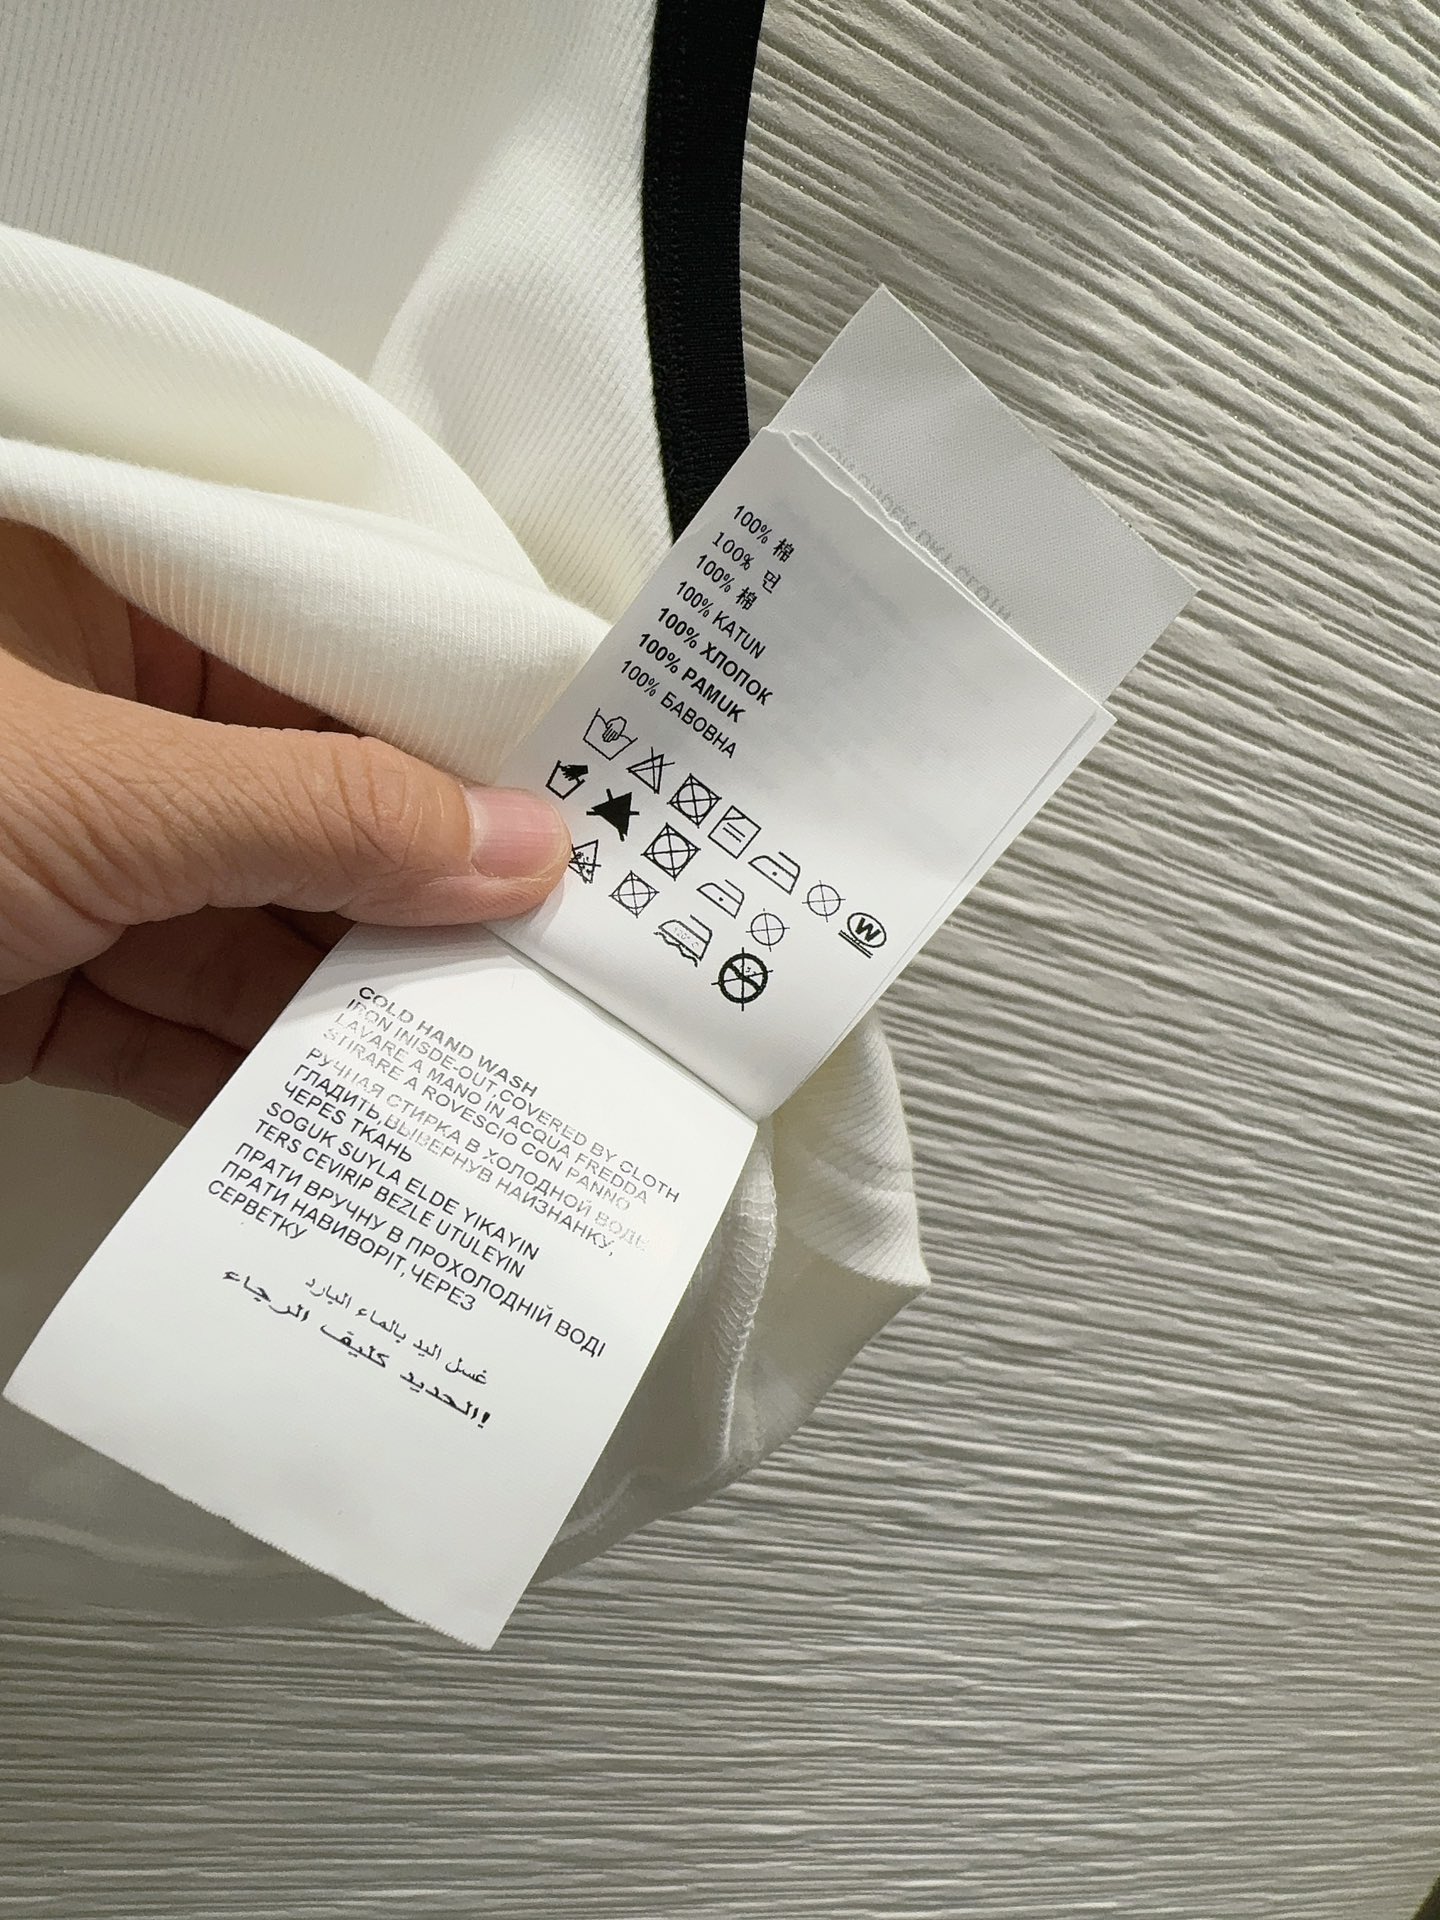 100% 棉
100% 면
100% 棉
100% KATUN
100% ХЛОПОК
100% PAMUK
100% БАВОВНА
W
COLD HAND WASH
IRON INISDE-OUT,COVERED BY CLOTH
LAVARE A MANO IN ACQUA FREDDA
STIRARE A ROVESCIO CON PANNO
РУЧНАЯ СТИРКА В ХОЛОДНОЙ ВОДЕ
ГЛАДИТЬ,ВЫВЕРНУВ НАИЗНАНКУ,
ЧЕРЕЗ ТКАНЬ
SOGUK SUYLA ELDE YIKAYIN
TERS CEVIRIP BEZLE UTULEYIN
ПРАТИ ВРУЧНУ В ПРОХОЛОДНІЙ ВОДІ
ПРАТИ НАВИВОРІТ,ЧЕРЕЗ
СЕРВЕТКУ
غسل اليد بالماء البارد
الحديد كليف الرجاء!